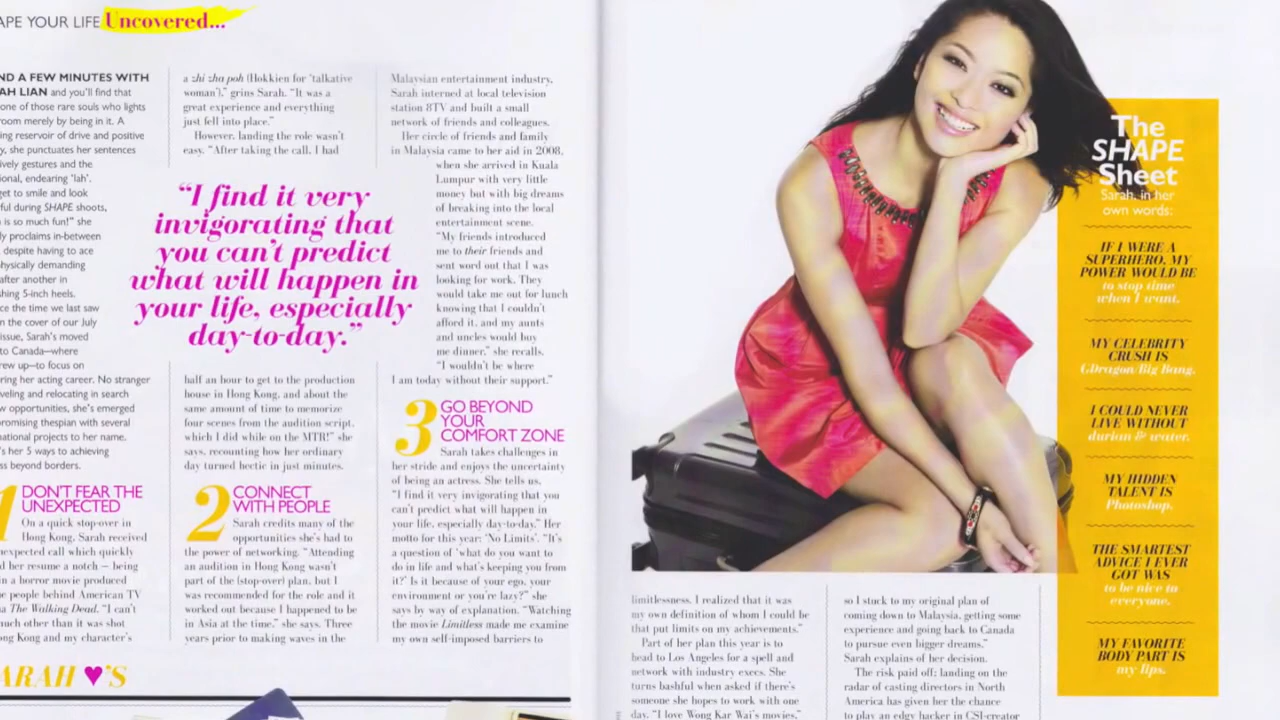 APE YOUR LIFE Uncovered...
ND A FEW MINUTES WITH
AH LIAN and you'll find that
one of those rare souls who lights
room merely by being in it. A
ing reservoir of drive and positive
y, she punctuates her sentences
ively gestures and the
ional, endearing 'lah'.
get to smile and look
ful during SHAPE shoots,
is so much fun!" she
ly proclaims in-between
despite having to ace
hysically demanding
after another in
shing 5-inch heels.
ce the time we last saw
n the cover of our July
issue, Sarah's moved
to Canada—where
rew up—to focus on
ring her acting career. No stranger
veling and relocating in search
w opportunities, she's emerged
promising thespian with several
national projects to her name.
's her 5 ways to achieving
ss beyond borders.
1 DON'T FEAR THE
UNEXPECTED
On a quick stop-over in
Hong Kong, Sarah received
nexpected call which quickly
d her resume a notch — being
in a horror movie produced
e people behind American TV
a The Walking Dead. "I can't
much other than it was shot
ong Kong and my character's
a zhi zha poh (Hokkien for 'talkative
woman')," grins Sarah. "It was a
great experience and everything
just fell into place."
However, landing the role wasn't
easy. "After taking the call, I had
"I find it very
invigorating that
you can't predict
what will happen in
your life, especially
day-to-day."
half an hour to get to the production
house in Hong Kong, and about the
same amount of time to memorize
four scenes from the audition script,
which I did while on the MTR!" she
says, recounting how her ordinary
day turned hectic in just minutes.
2 CONNECT
WITH PEOPLE
Sarah credits many of the
opportunities she's had to
the power of networking. "Attending
an audition in Hong Kong wasn't
part of the (stop-over) plan, but I
was recommended for the role and it
worked out because I happened to be
in Asia at the time," she says. Three
years prior to making waves in the
Malaysian entertainment industry,
Sarah interned at local television
station 8TV and built a small
network of friends and colleagues.
Her circle of friends and family
in Malaysia came to her aid in 2008,
when she arrived in Kuala
Lumpur with very little
money but with big dreams
of breaking into the local
entertainment scene.
"My friends introduced
me to their friends and
sent word out that I was
looking for work. They
would take me out for lunch
knowing that I couldn't
afford it, and my aunts
and uncles would buy
me dinner," she recalls.
"I wouldn't be where
I am today without their support."
3 GO BEYOND
YOUR
COMFORT ZONE
Sarah takes challenges in
her stride and enjoys the uncertainty
of being an actress. She tells us,
"I find it very invigorating that you
can't predict what will happen in
your life, especially day-today." Her
motto for this year: 'No Limits'. "It's
a question of 'what do you want to
do in life and what's keeping you from
it?' Is it because of your ego, your
environment or you're lazy?" she
says by way of explanation. "Watching
the movie Limitless made me examine
my own self-imposed barriers to
ARAH ♥'S
limitlessness. I realized that it was
my own definition of whom I could be
that put limits on my achievements."
Part of her plan this year is to
head to Los Angeles for a spell and
network with industry execs. She
turns bashful when asked if there's
someone she hopes to work with one
day. "I love Wong Kar Wai's movies,"
so I stuck to my original plan of
coming down to Malaysia, getting some
experience and going back to Canada
to pursue even bigger dreams,"
Sarah explains of her decision.
The risk paid off; landing on the
radar of casting directors in North
America has given her the chance
to play an edgy hacker in CSI-creator
The
SHAPE
Sheet
Sarah, in her
own words:
IF I WERE A
SUPERHERO, MY
POWER WOULD BE
to stop time
when I want.
MY CELEBRITY
CRUSH IS
GDragon/Big Bang.
I COULD NEVER
LIVE WITHOUT
durian & water.
MY HIDDEN
TALENT IS
Photoshop.
THE SMARTEST
ADVICE I EVER
GOT WAS
to be nice to
everyone.
MY FAVORITE
BODY PART IS
my lips.